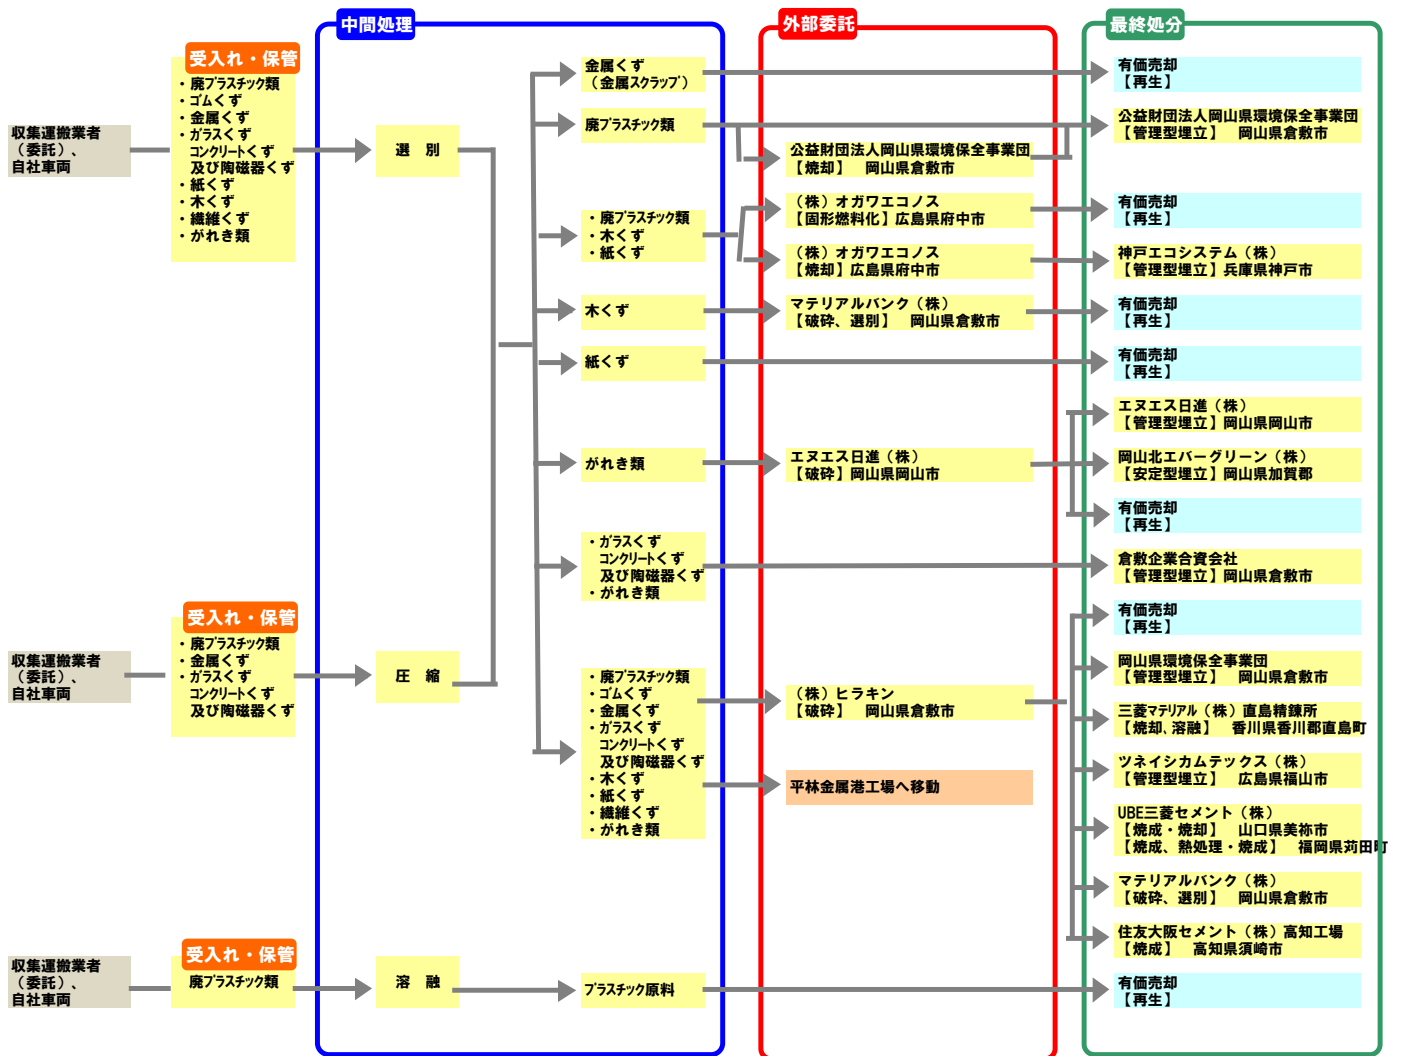 中間処理
外部委託
最終処分
受入れ・保管
・廃プラスチック類
・ゴムくず
・金属くず
・ガラスくず
コンクリートくず
及び陶磁器くず
・紙くず
・木くず
・繊維くず
・がれき類
収集運搬業者
（委託）、
自社車両
選　別
金属くず
（金属スクラップ）
有価売却
【再生】
廃プラスチック類
公益財団法人岡山県環境保全事業団
【焼却】　岡山県倉敷市
公益財団法人岡山県環境保全事業団
【管理型埋立】　岡山県倉敷市
・廃プラスチック類
・木くず
・紙くず
（株）オガワエコノス
【固形燃料化】広島県府中市
有価売却
【再生】
（株）オガワエコノス
【焼却】広島県府中市
神戸エコシステム（株）
【管理型埋立】兵庫県神戸市
木くず
マテリアルバンク（株）
【破砕、選別】　岡山県倉敷市
有価売却
【再生】
紙くず
有価売却
【再生】
がれき類
エヌエス日進（株）
【破砕】岡山県岡山市
エヌエス日進（株）
【管理型埋立】岡山県岡山市
岡山北エバーグリーン（株）
【安定型埋立】岡山県加賀郡
有価売却
【再生】
・ガラスくず
コンクリートくず
及び陶磁器くず
・がれき類
倉敷企業合資会社
【管理型埋立】岡山県倉敷市
受入れ・保管
・廃プラスチック類
・金属くず
・ガラスくず
コンクリートくず
及び陶磁器くず
収集運搬業者
（委託）、
自社車両
圧　縮
・廃プラスチック類
・ゴムくず
・金属くず
・ガラスくず
コンクリートくず
及び陶磁器くず
・木くず
・紙くず
・繊維くず
・がれき類
（株）ヒラキン
【破砕】　岡山県倉敷市
平林金属港工場へ移動
有価売却
【再生】
岡山県環境保全事業団
【管理型埋立】　岡山県倉敷市
三菱マテリアル（株）直島精錬所
【焼却、溶融】　香川県香川郡直島町
ツネイシカムテックス（株）
【管理型埋立】　広島県福山市
UBE三菱セメント（株）
【焼成・焼却】　山口県美祢市
【焼成、熱処理・焼成】　福岡県苅田町
マテリアルバンク（株）
【破砕、選別】　岡山県倉敷市
住友大阪セメント（株）高知工場
【焼成】　高知県須崎市
受入れ・保管
廃プラスチック類
収集運搬業者
（委託）、
自社車両
溶　融
プラスチック原料
有価売却
【再生】